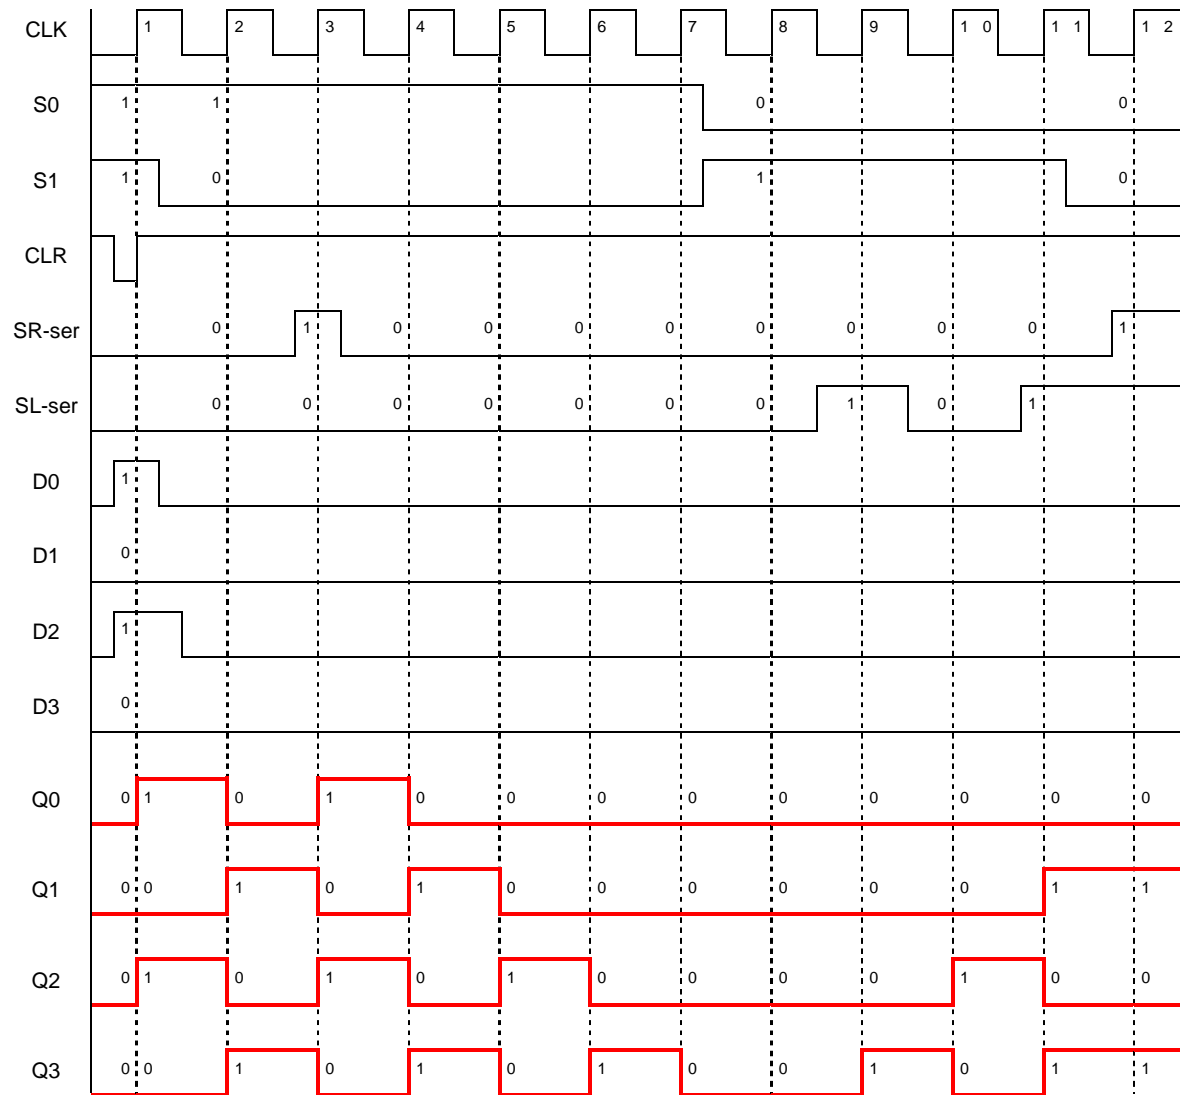 CLK 1 2 3 4 5 6 7 8 9 1 0 1 1 1 2
S0 1 1 0 0
S1 1 0 1 0
CLR
SR-ser 0 1 0 0 0 0 0 0 0 0 1
SL-ser 0 0 0 0 0 0 0 1 0 1
D0 1
D1 0
D2 1
D3 0
Q0 0 1 0 1 0 0 0 0 0 0 0 0 0
Q1 0 0 1 0 1 0 0 0 0 0 0 1 1
Q2 0 1 0 1 0 1 0 0 0 0 1 0 0
Q3 0 0 1 0 1 0 1 0 0 1 0 1 1